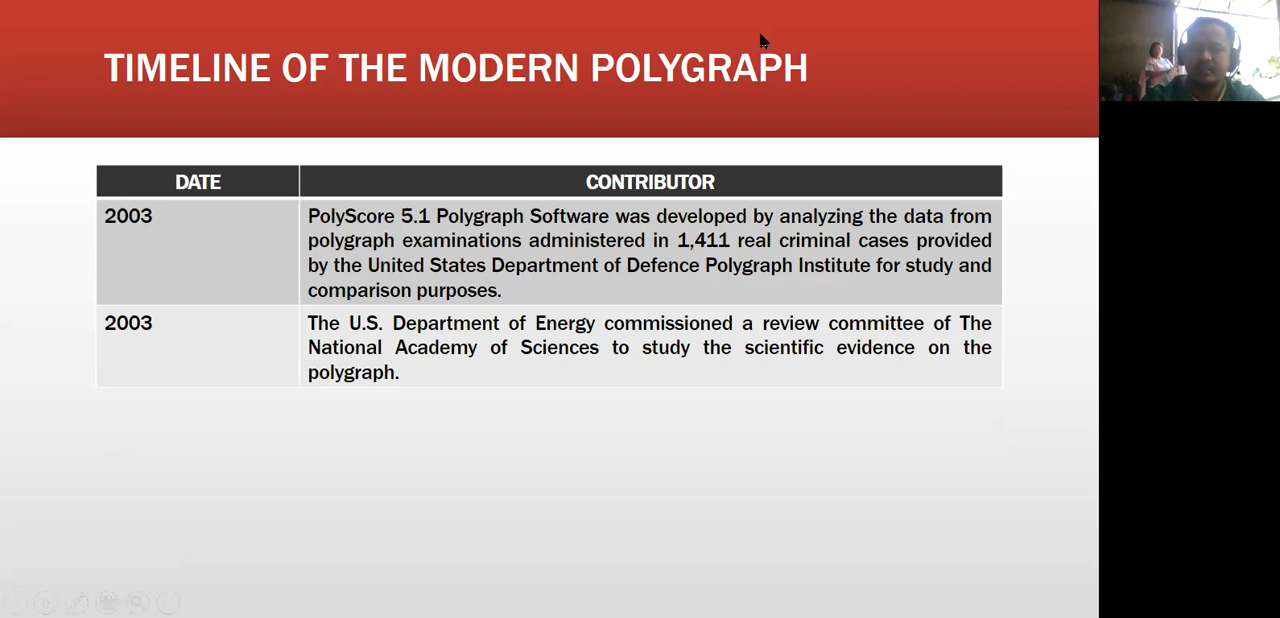 TIMELINE OF THE MODERN POLYGRAPH
DATE
CONTRIBUTOR
2003
PolyScore 5.1 Polygraph Software was developed by analyzing the data from
polygraph examinations administered in 1,411 real criminal cases provided
by the United States Department of Defence Polygraph Institute for study and
comparison purposes.
2003
The U.S. Department of Energy commissioned a review committee of The
National Academy of Sciences to study the scientific evidence on the
polygraph.